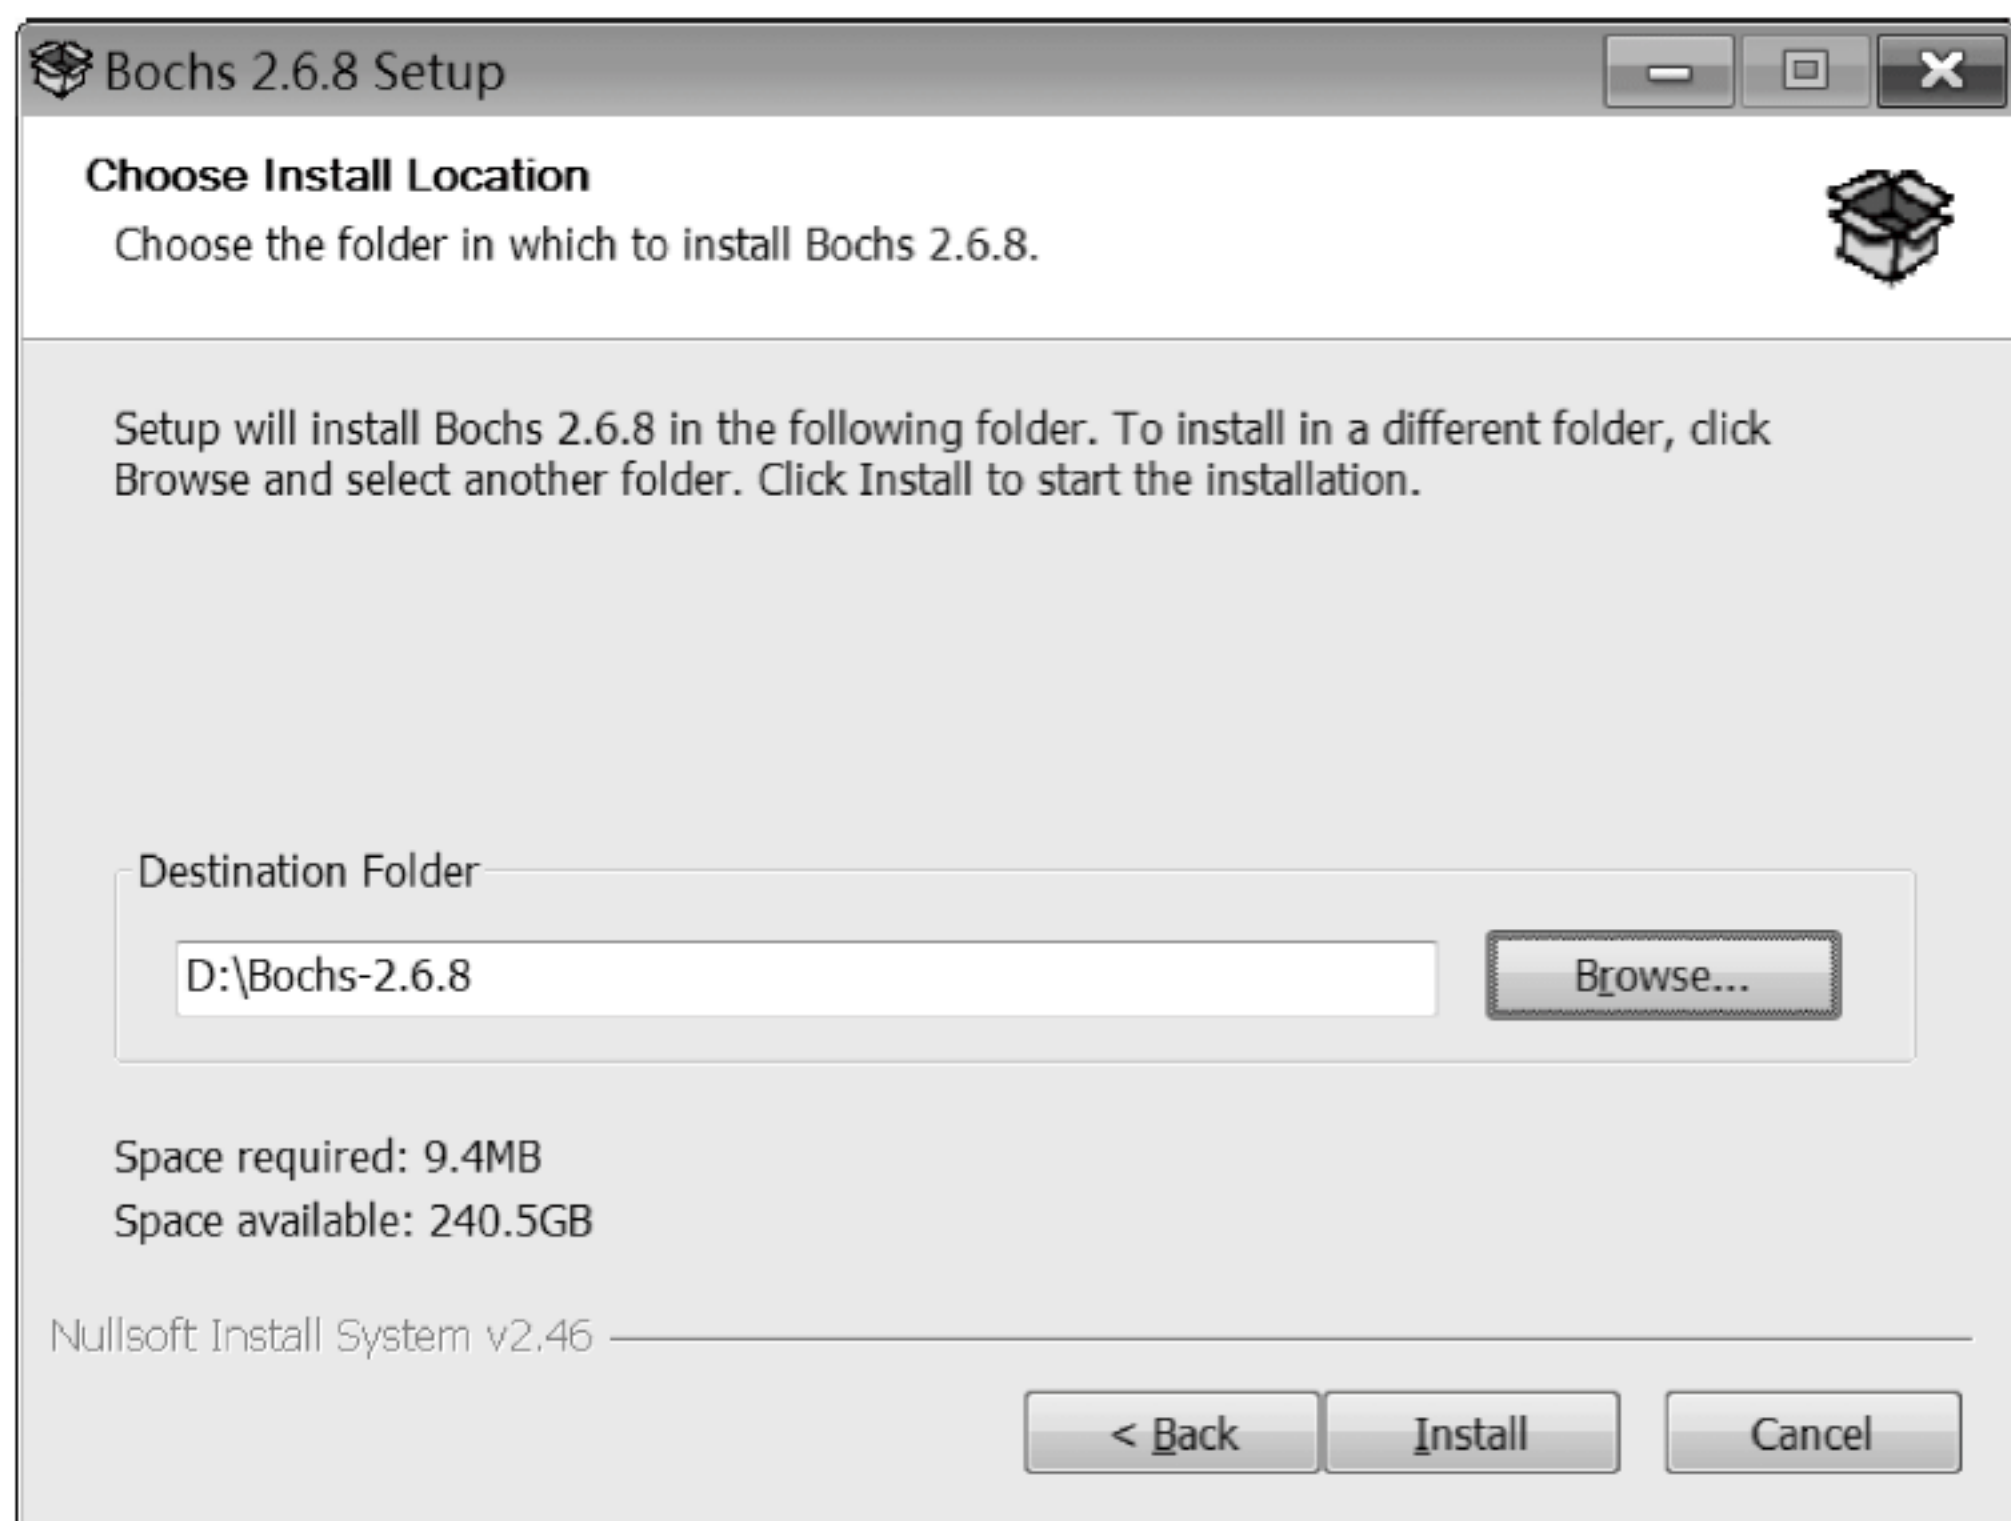 Bochs 2.6.8 Setup
Choose Install Location
Choose the folder in which to install Bochs 2.6.8.
Setup will install Bochs 2.6.8 in the following folder. To install in a different folder, click
Browse and select another folder. Click Install to start the installation.
Destination Folder
D:\Bochs-2.6.8
Browse...
Space required: 9.4MB
Space available: 240.5GB
Nullsoft Install System v2.46
< Back
Install
Cancel